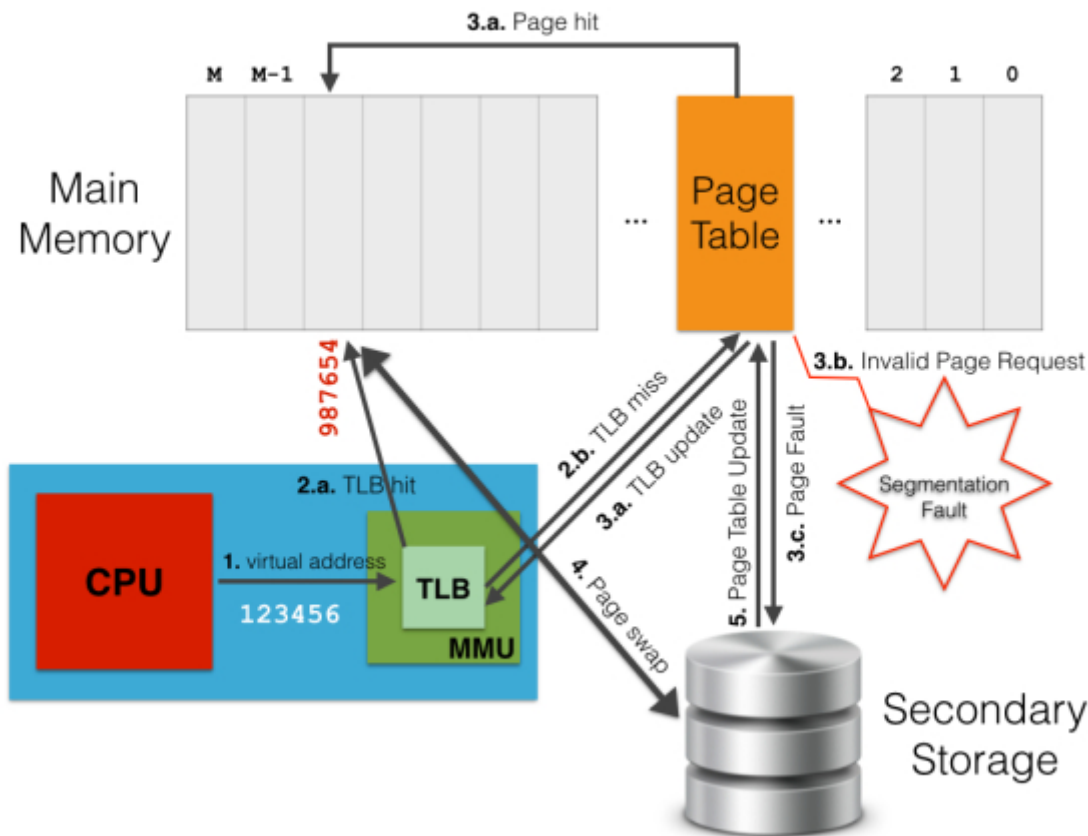 3.a. Page hit
M M-1
2 1 0
Main
Memory
...
Page
Table
...
987654
3.b. Invalid Page Request
Segmentation
Fault
2.a. TLB hit
2.b. TLB miss
3.a. TLB update
5. Page Table Update
3.c. Page Fault
CPU
1. virtual address
123456
TLB
MMU
4. Page swap
Secondary
Storage